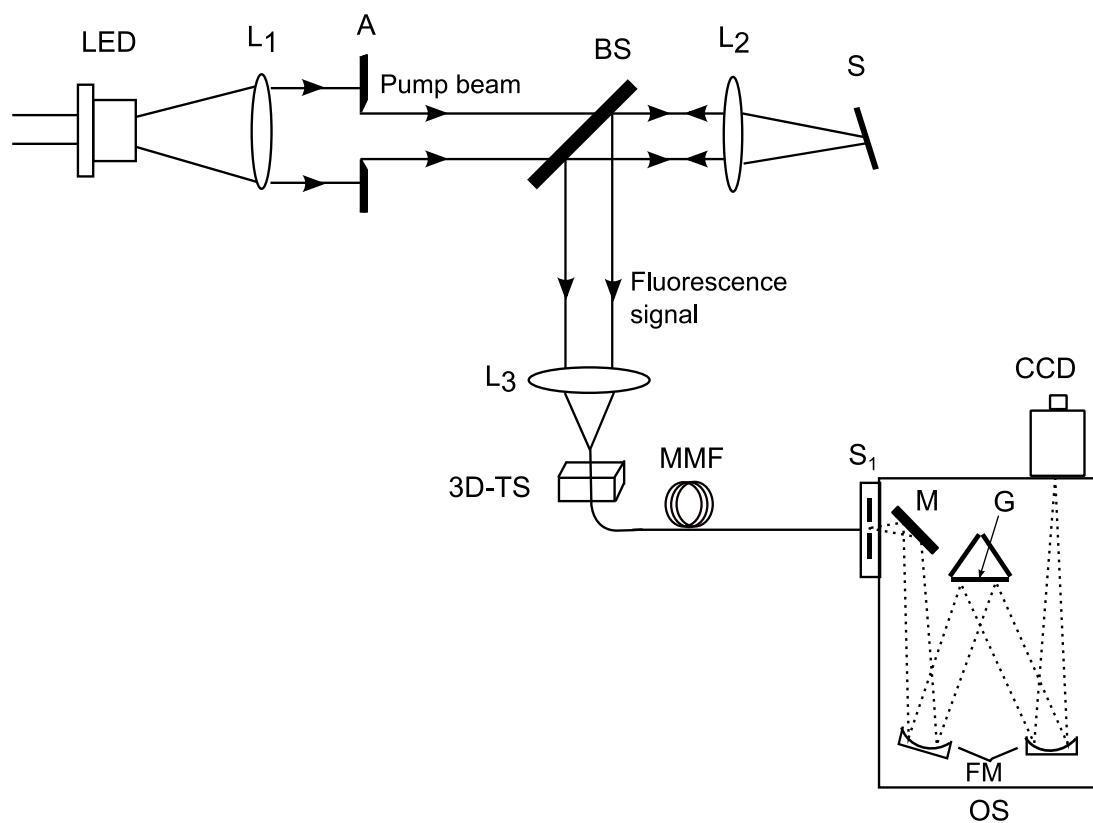 LED
L1
A
Pump beam
BS
L2
S
Fluorescence
signal
L3
3D-TS
MMF
S1
CCD
M
G
FM
OS